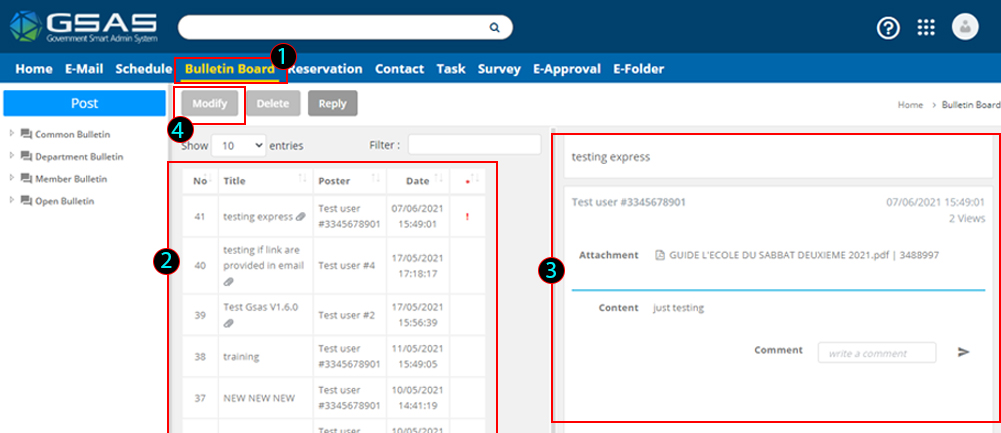 GSAS
Government Smart Admin System
1
Home E-Mail Schedule Bulletin Board Reservation Contact Task Survey E-Approval E-Folder
Post
Modify Delete Reply
Home > Bulletin Board
4
Common Bulletin
Department Bulletin
Member Bulletin
Open Bulletin
Show 10 entries
Filter :
2
No Title Poster Date *
41 testing express Test user #3345678901 07/06/2021 15:49:01 !
40 testing if link are provided in email Test user #4 17/05/2021 17:18:17
39 Test Gsas V1.6.0 Test user #2 17/05/2021 15:56:39
38 training Test user #3345678901 11/05/2021 15:49:05
37 NEW NEW NEW Test user #3345678901 10/05/2021 14:41:19
Test user 10/05/2021
3
testing express
Test user #3345678901 07/06/2021 15:49:01
2 Views
Attachment GUIDE L'ECOLE DU SABBAT DEUXIEME 2021.pdf | 3488997
Content just testing
Comment write a comment